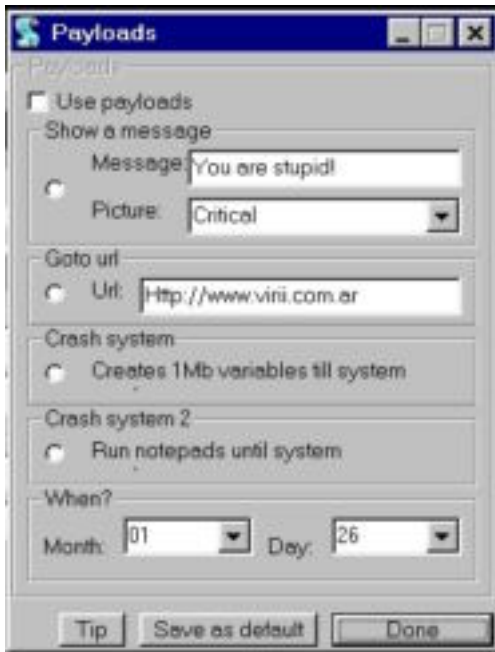 Payloads
Payloads
Use payloads
Show a message
Message: You are stupid!
Picture: Critical
Goto url
Url: Http://www.virii.com.ar
Crash system
Creates 1Mb variables till system
Crash system 2
Run notepads until system
When?
Month: 01 Day: 26
Tip Save as default Done